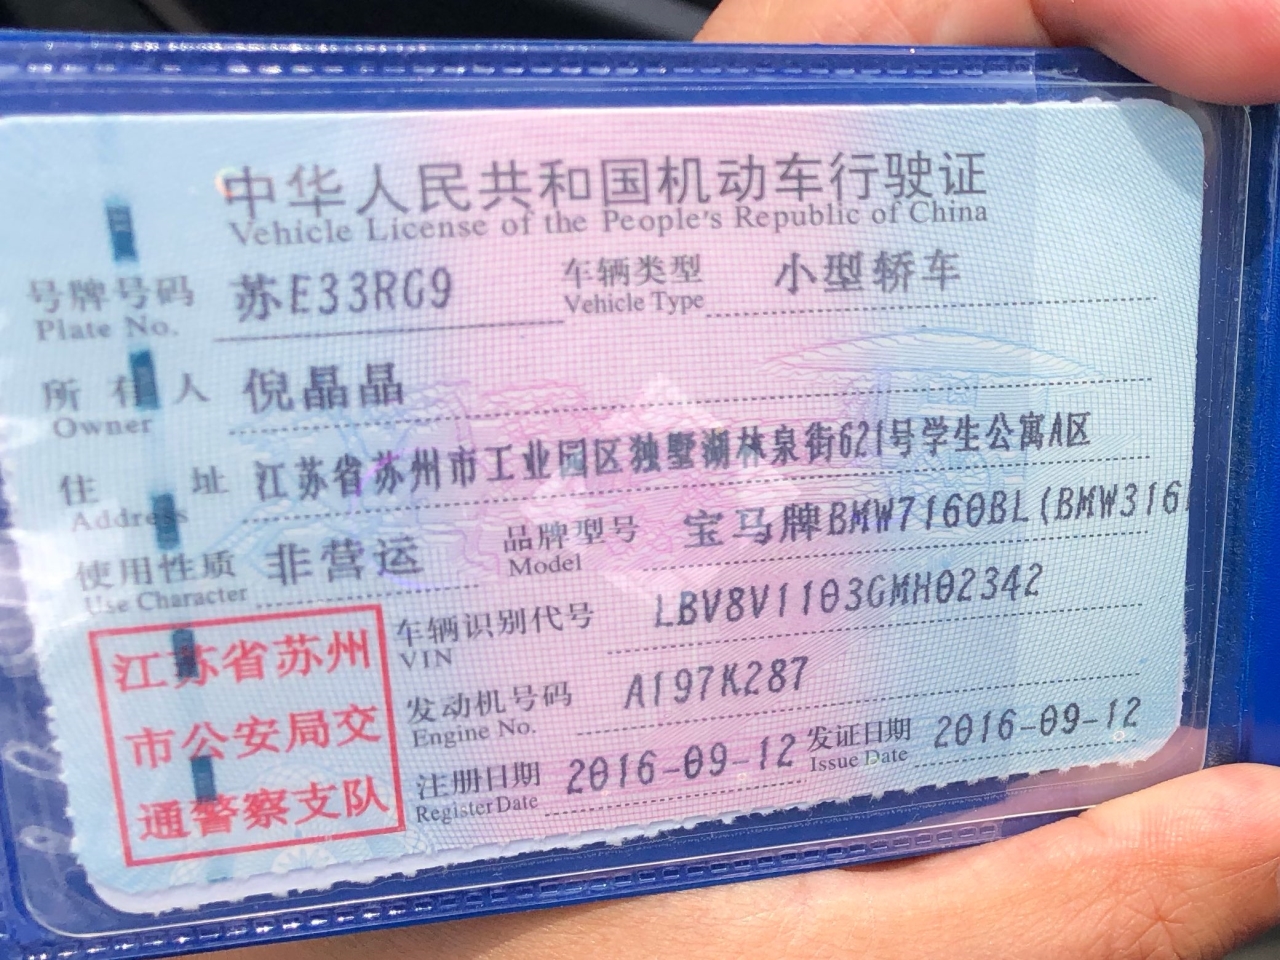 中华人民共和国机动车行驶证
Vehicle License of the People's Republic of China
号牌号码 苏E33RG9 车辆类型 小型轿车
Plate No. Vehicle Type
所有人 倪晶晶
Owner
住址 江苏省苏州市工业园区独墅湖林泉街621号学生公寓A区
Address
使用性质 非营运 品牌型号 宝马牌BMW7160BL(BMW316
Use Character Model
江苏省苏州
市公安局交
通警察支队
车辆识别代号 LBV8V1103GMH02342
VIN
发动机号码 A197K287
Engine No.
注册日期 2016-09-12 发证日期 2016-09-12
Register Date Issue Date